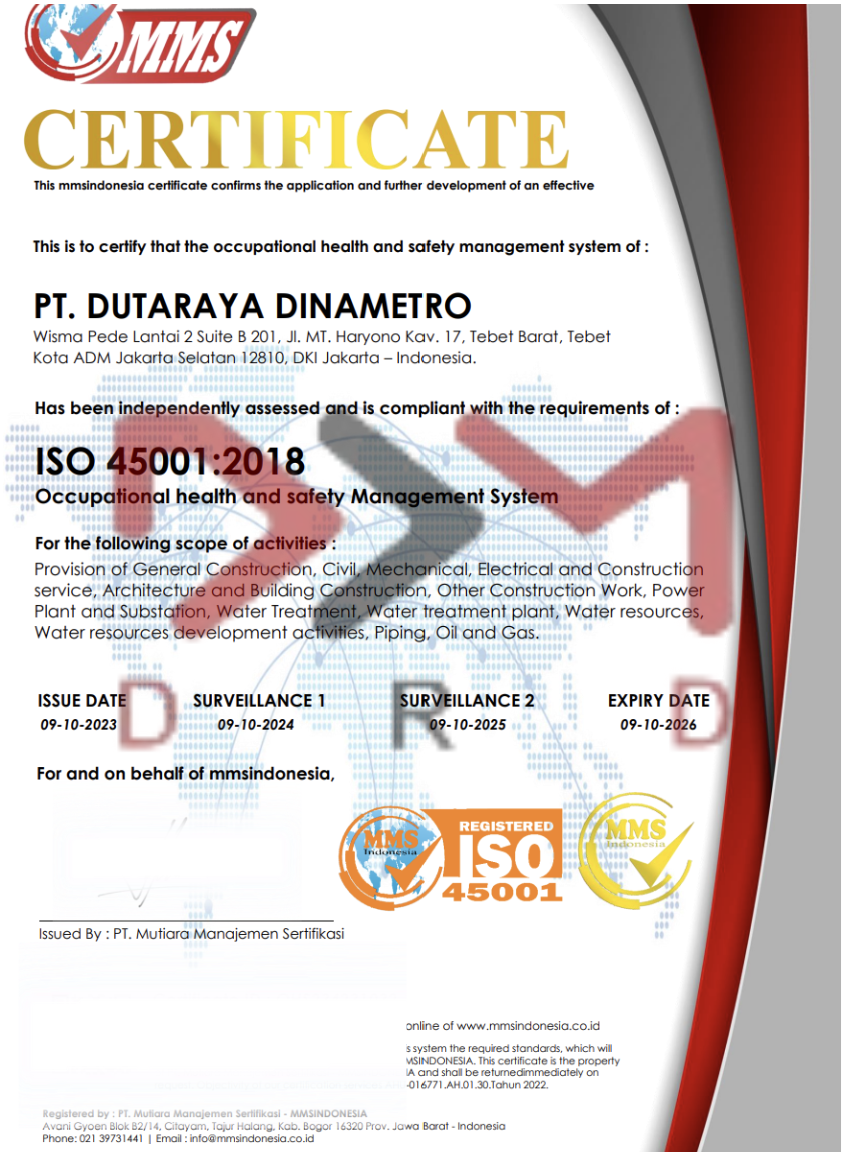 MMS
CERTIFICATE
This mmsindonesia certificate confirms the application and further development of an effective
This is to certify that the occupational health and safety management system of :
PT. DUTARAYA DINAMETRO
Wisma Pede Lantai 2 Suite B 201, Jl. MT. Haryono Kav. 17, Tebet Barat, Tebet
Kota ADM Jakarta Selatan 12810, DKI Jakarta – Indonesia.
Has been independently assessed and is compliant with the requirements of :
ISO 45001:2018
Occupational health and safety Management System
For the following scope of activities :
Provision of General Construction, Civil, Mechanical, Electrical and Construction
service, Architecture and Building Construction, Other Construction Work, Power
Plant and Substation, Water Treatment, Water treatment plant, Water resources,
Water resources development activities, Piping, Oil and Gas.
ISSUE DATE SURVEILLANCE 1 SURVEILLANCE 2 EXPIRY DATE
09-10-2023 09-10-2024 09-10-2025 09-10-2026
D R D
For and on behalf of mmsindonesia,
MMS
Indonesia
REGISTERED
ISO
45001
MMS
Indonesia
Issued By : PT. Mutiara Manajemen Sertifikasi
online of www.mmsindonesia.co.id
s system the required standards, which will
MSINDONESIA. This certificate is the property
IA and shall be returnedimmediately on
-016771.AH.01.30.Tahun 2022.
Registered by : PT. Mutiara Manajemen Sertifikasi - MMSINDONESIA
Avani Gyoen Blok B2/14, Citayam, Tajur Halang, Kab. Bogor 16320 Prov. Jawa Barat - Indonesia
Phone: 021 39731441 | Email : info@mmsindonesia.co.id